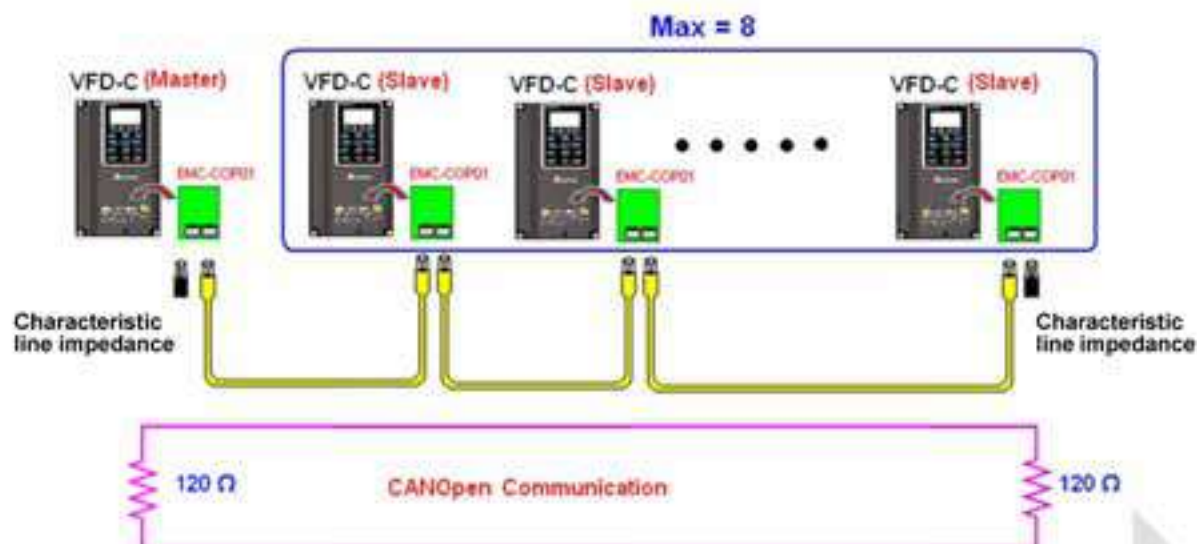 Max = 8
VFD-C (Master)
VFD-C (Slave)
VFD-C (Slave)
VFD-C (Slave)
EMC-COP01
EMC-COP01
EMC-COP01
EMC-COP01
Characteristic
line impedance
Characteristic
line impedance
120 Ω
CANOpen Communication
120 Ω